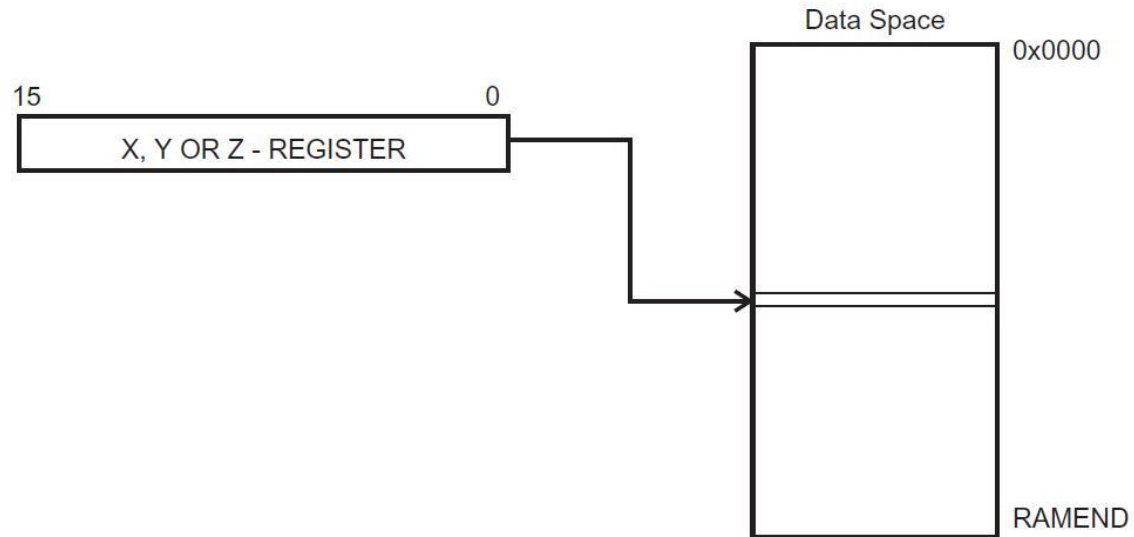 Data Space
0x0000
15 0
X, Y OR Z - REGISTER
RAMEND